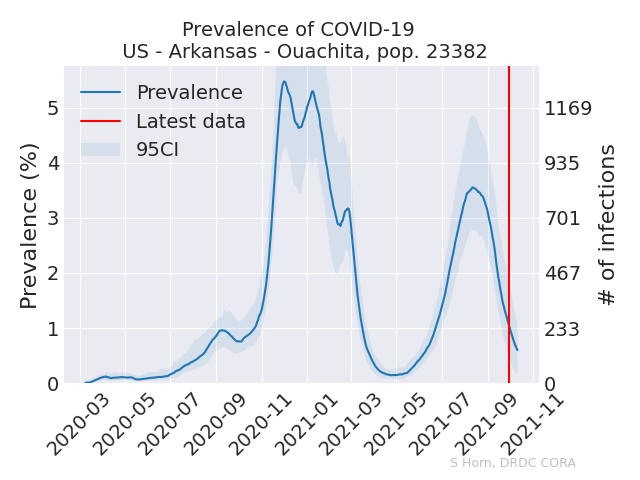 Prevalence of COVID-19
US - Arkansas - Ouachita, pop. 23382
Prevalence
Latest data
95CI
Prevalence (%)
5
4
3
2
1
0
1169
935
701
467
233
0
# of infections
2020-03
2020-05
2020-07
2020-09
2020-11
2021-01
2021-03
2021-05
2021-07
2021-09
2021-11
S Horn, DRDC CORA